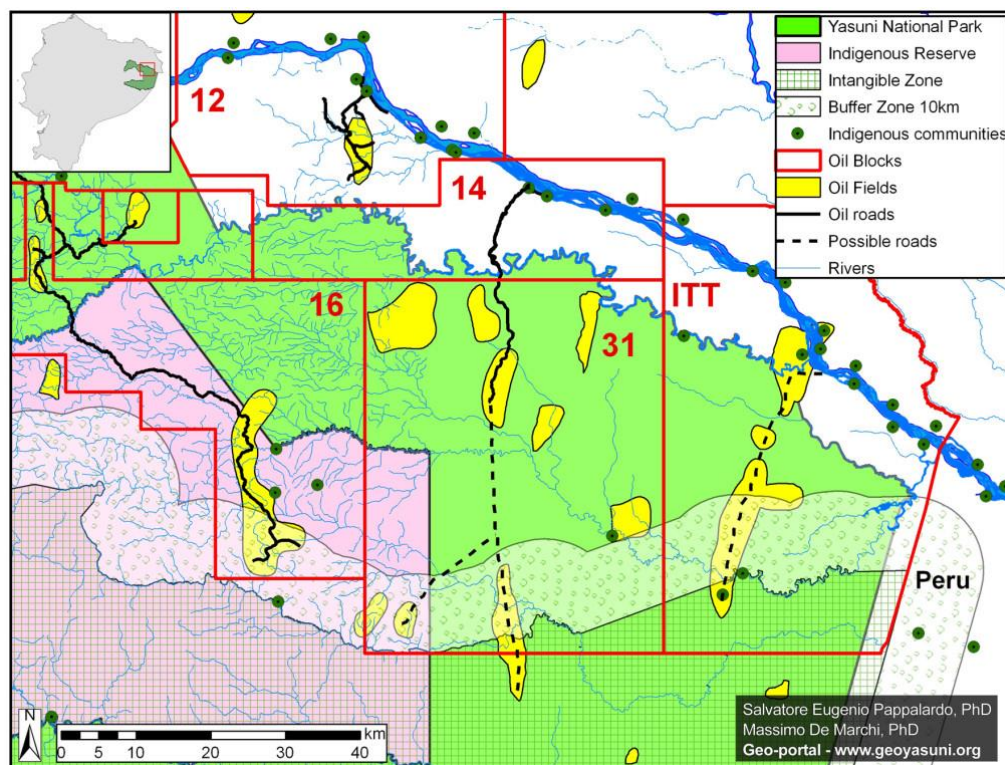 Yasuni National Park
Indigenous Reserve
Intangible Zone
Buffer Zone 10km
Indigenous communities
Oil Blocks
Oil Fields
Oil roads
Possible roads
Rivers
12
14
16
ITT
31
Peru
N
km
0 5 10 20 30 40
Salvatore Eugenio Pappalardo, PhD
Massimo De Marchi, PhD
Geo-portal - www.geoyasuni.org